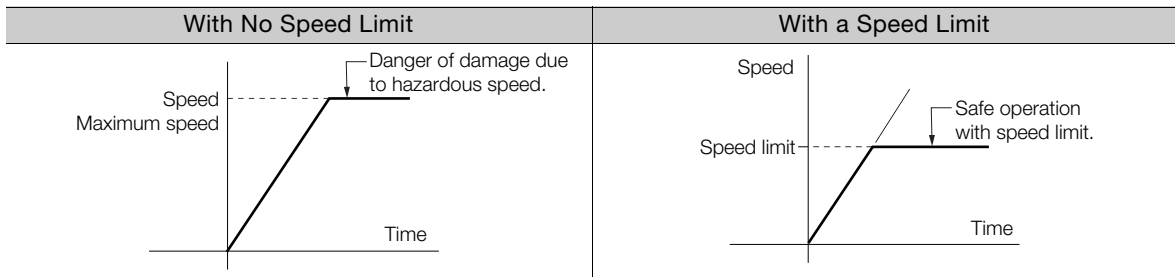 With No Speed Limit
With a Speed Limit
Danger of damage due
to hazardous speed.
Speed
Maximum speed
Time
Speed
Safe operation
with speed limit.
Speed limit
Time